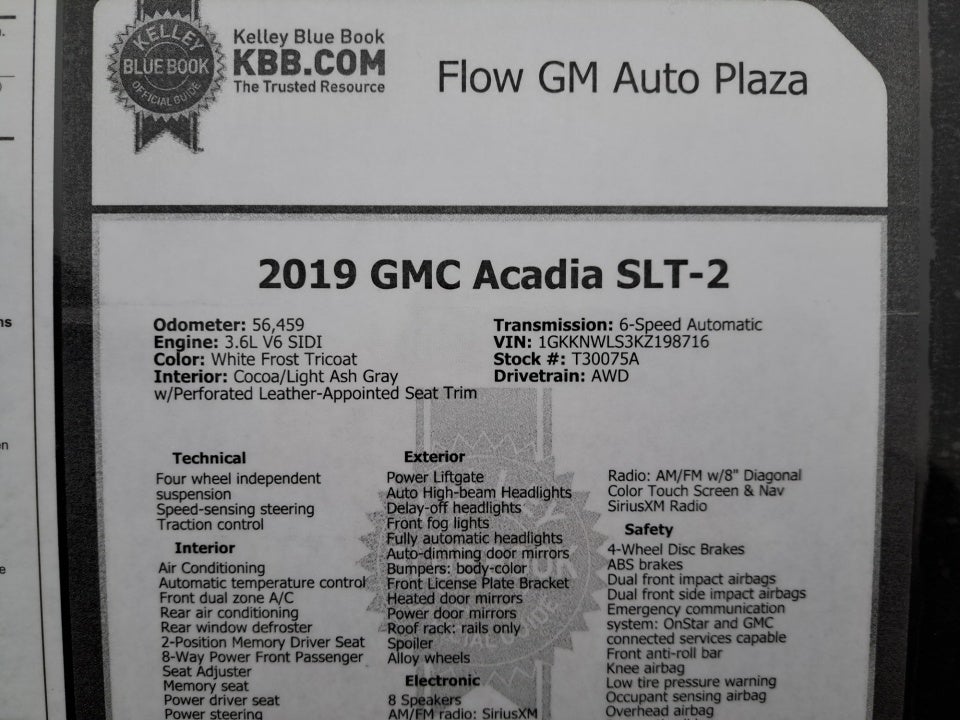 KELLEY
BLUE BOOK
OFFICIAL GUIDE
Kelley Blue Book
KBB.COM
The Trusted Resource
Flow GM Auto Plaza
2019 GMC Acadia SLT-2
Odometer: 56,459
Engine: 3.6L V6 SIDI
Color: White Frost Tricoat
Interior: Cocoa/Light Ash Gray
w/Perforated Leather-Appointed Seat Trim
Transmission: 6-Speed Automatic
VIN: 1GKKNWLS3KZ198716
Stock #: T30075A
Drivetrain: AWD
Technical
Four wheel independent
suspension
Speed-sensing steering
Traction control
Interior
Air Conditioning
Automatic temperature control
Front dual zone A/C
Rear air conditioning
Rear window defroster
2-Position Memory Driver Seat
8-Way Power Front Passenger
Seat Adjuster
Memory seat
Power driver seat
Power steering
Exterior
Power Liftgate
Auto High-beam Headlights
Delay-off headlights
Front fog lights
Fully automatic headlights
Auto-dimming door mirrors
Bumpers: body-color
Front License Plate Bracket
Heated door mirrors
Power door mirrors
Roof rack: rails only
Spoiler
Alloy wheels
Electronic
8 Speakers
AM/FM radio: SiriusXM
Radio: AM/FM w/8" Diagonal
Color Touch Screen & Nav
SiriusXM Radio
Safety
4-Wheel Disc Brakes
ABS brakes
Dual front impact airbags
Dual front side impact airbags
Emergency communication
system: OnStar and GMC
connected services capable
Front anti-roll bar
Knee airbag
Low tire pressure warning
Occupant sensing airbag
Overhead airbag